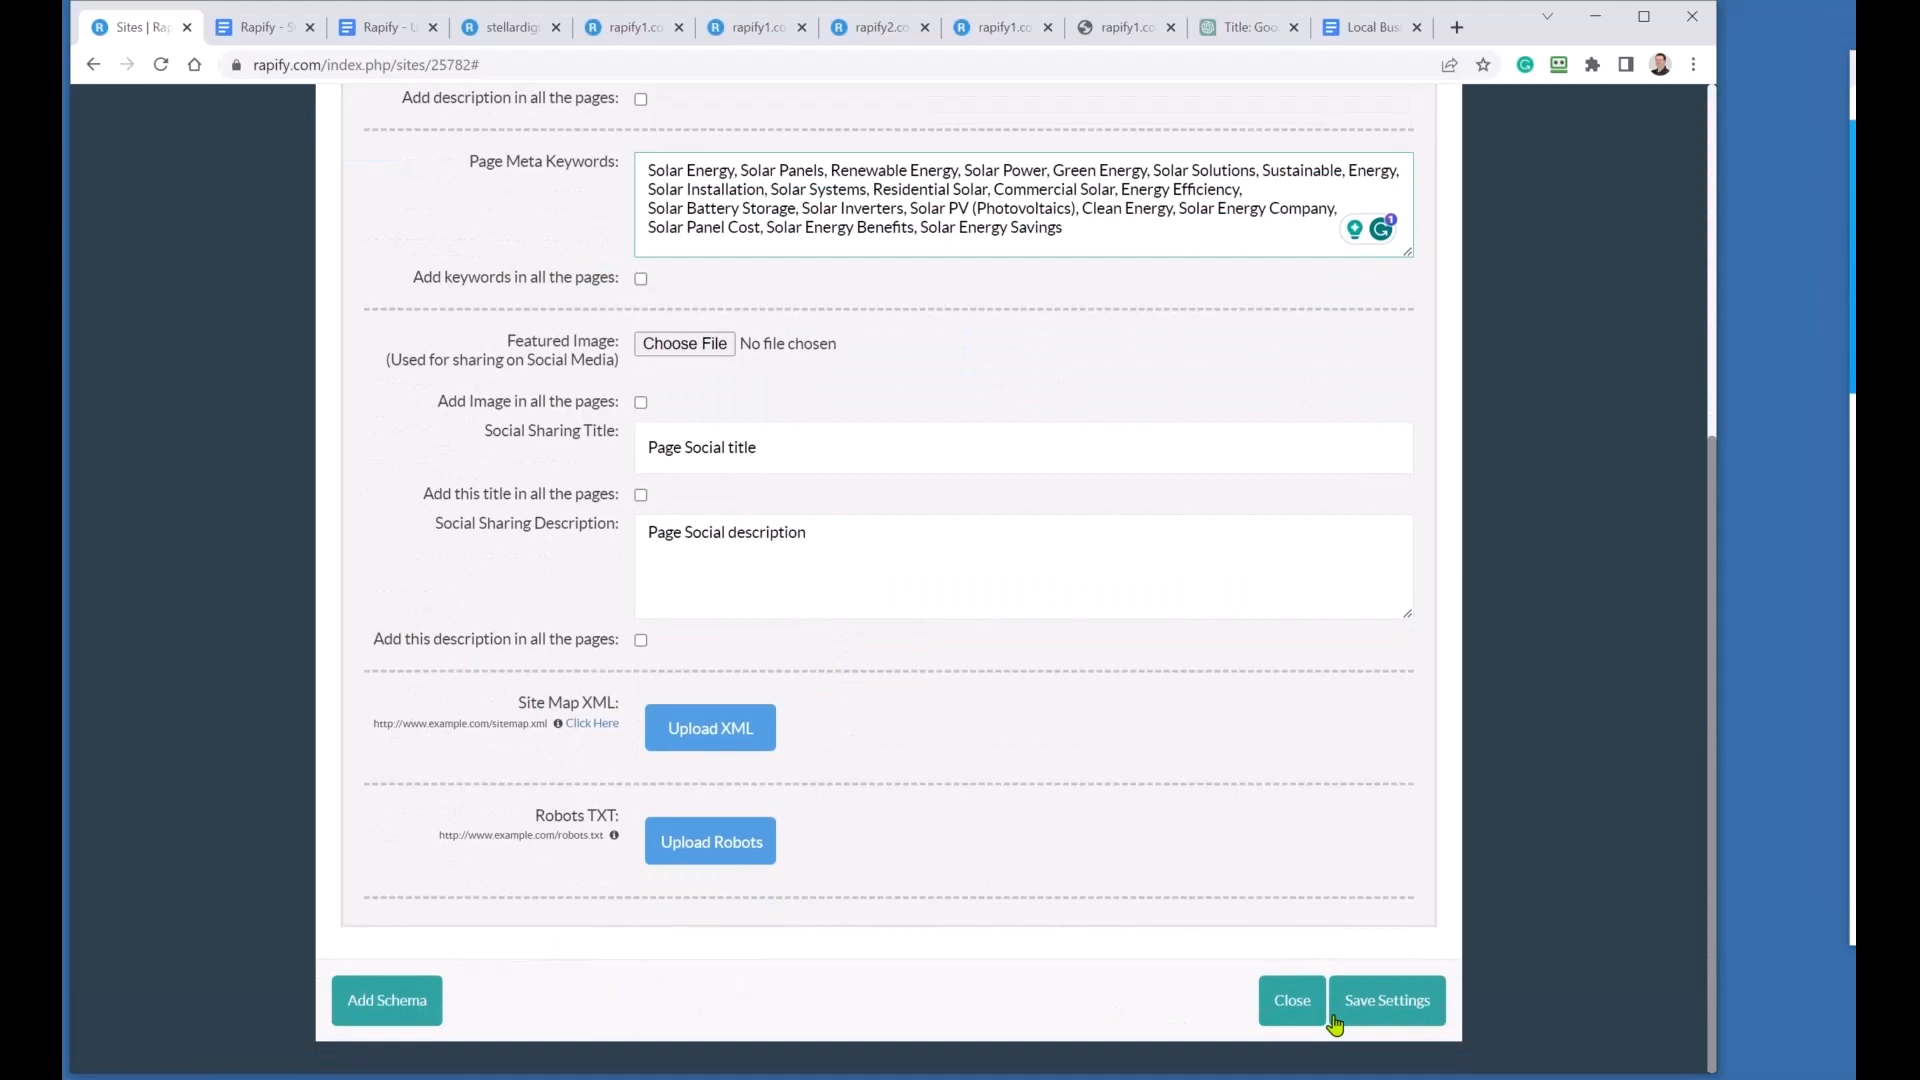 Sites | Rap
Rapify - S
Rapify - U
stellardigi
rapify1.co
rapify1.co
rapify2.co
rapify1.co
rapify1.co
Title: Goo
Local Busi
rapify.com/index.php/sites/25782#
Add description in all the pages:
Page Meta Keywords:
Solar Energy, Solar Panels, Renewable Energy, Solar Power, Green Energy, Solar Solutions, Sustainable, Energy,
Solar Installation, Solar Systems, Residential Solar, Commercial Solar, Energy Efficiency,
Solar Battery Storage, Solar Inverters, Solar PV (Photovoltaics), Clean Energy, Solar Energy Company,
Solar Panel Cost, Solar Energy Benefits, Solar Energy Savings
1
Add keywords in all the pages:
Featured Image:
(Used for sharing on Social Media)
Choose File No file chosen
Add Image in all the pages:
Social Sharing Title:
Page Social title
Add this title in all the pages:
Social Sharing Description:
Page Social description
Add this description in all the pages:
Site Map XML:
http://www.example.com/sitemap.xml Click Here
Upload XML
Robots TXT:
http://www.example.com/robots.txt
Upload Robots
Add Schema
Close
Save Settings